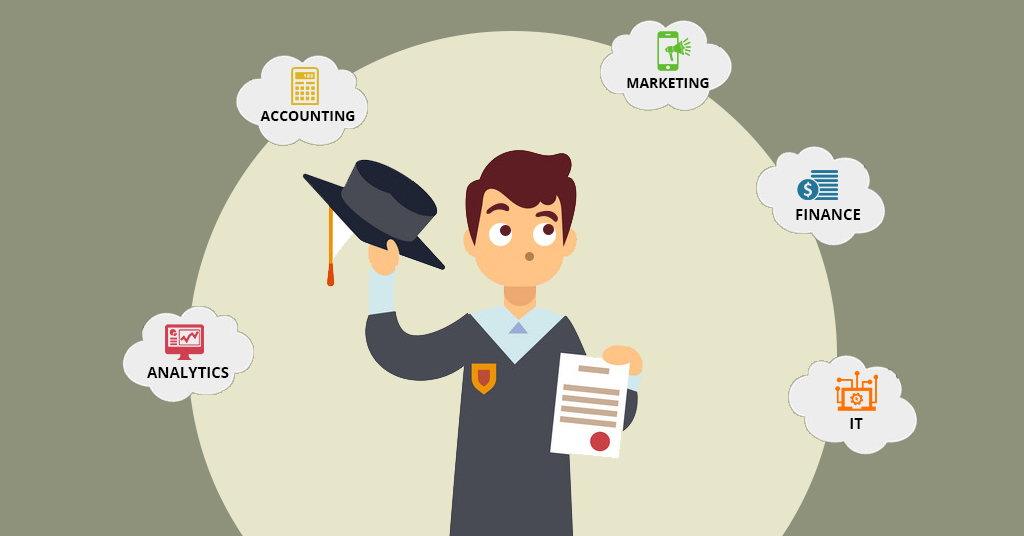 MARKETING
ACCOUNTING
FINANCE
ANALYTICS
IT